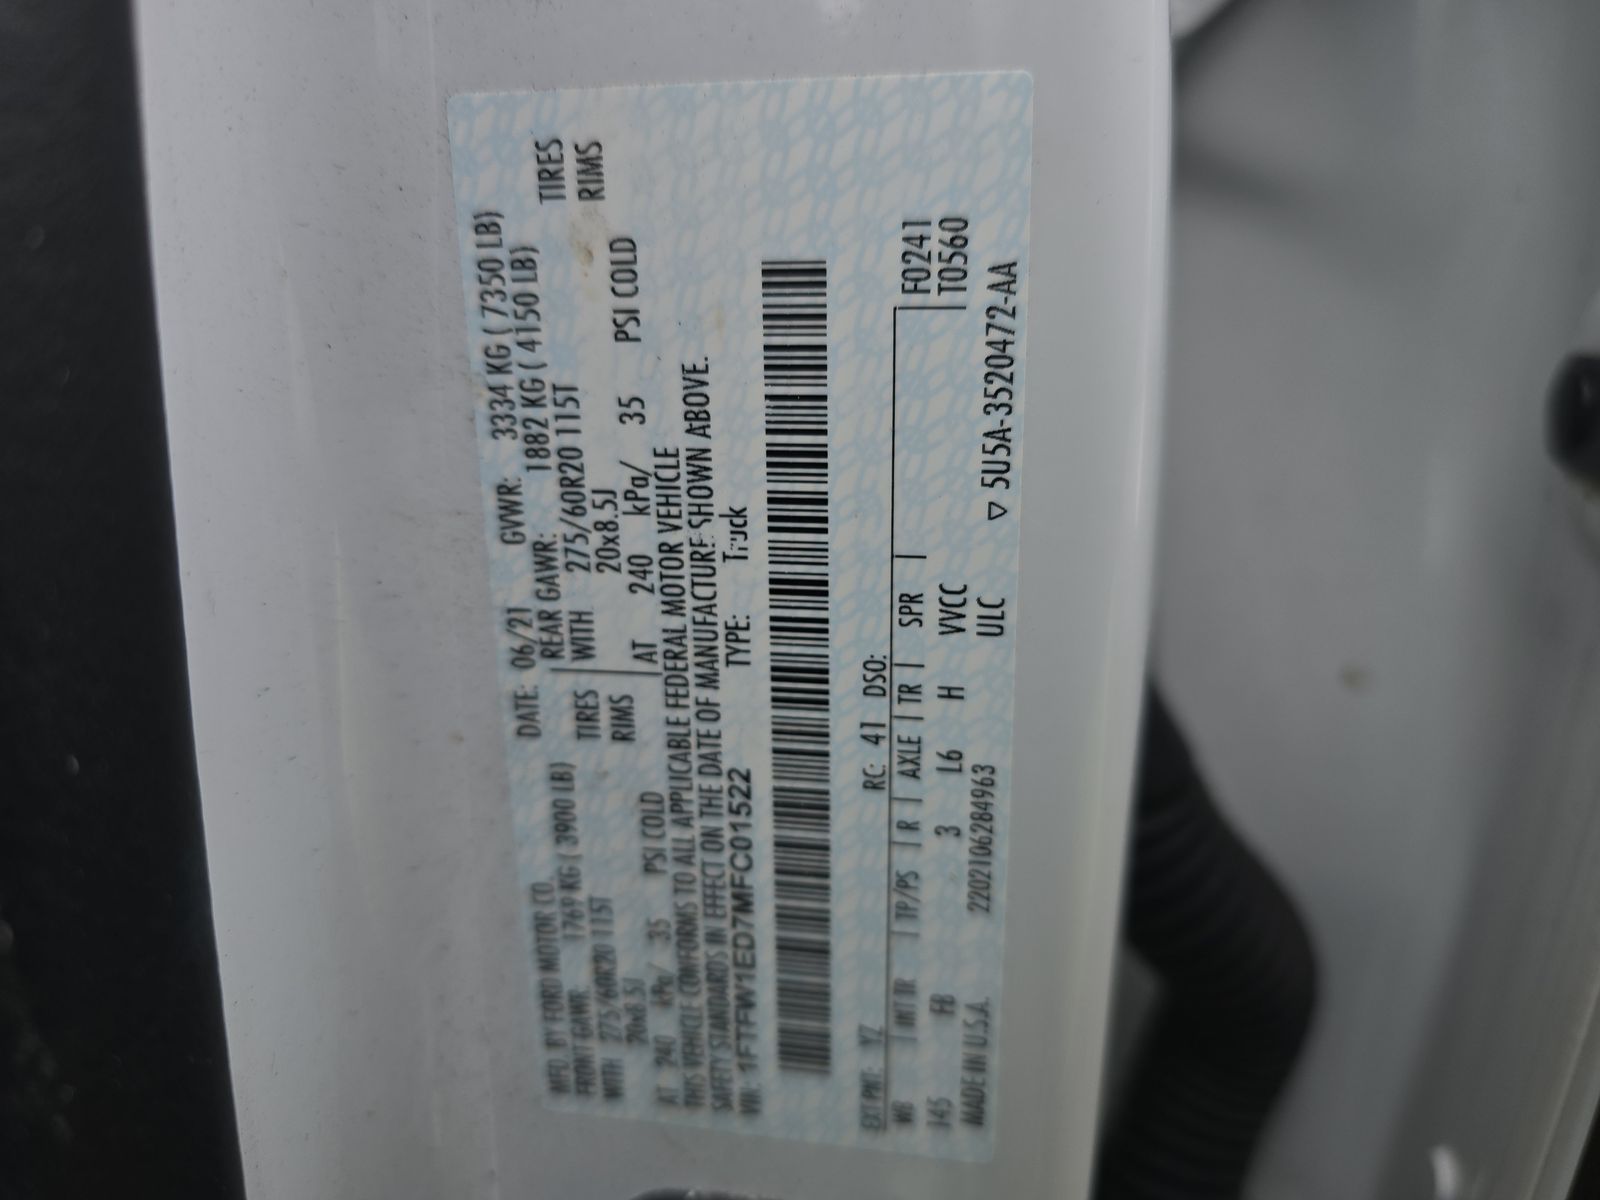 MFD. BY FORD MOTOR CO. DATE: 06/21 GVWR: 3334 KG ( 7350 LB)
FRONT GAWR: 1769 KG ( 3900 LB) REAR GAWR: 1882 KG ( 4150 LB)
WITH 275/60R20 115T TIRES WITH 275/60R20 115T TIRES
20x8.5J RIMS 20x8.5J RIMS
AT 240 kPa/ 35 PSI COLD AT 240 kPa/ 35 PSI COLD
THIS VEHICLE CONFORMS TO ALL APPLICABLE FEDERAL MOTOR VEHICLE
SAFETY STANDARDS IN EFFECT ON THE DATE OF MANUFACTURE SHOWN ABOVE.
VIN: 1FTFW1ED7MFC01522 TYPE: Truck
EXT PNT: YZ RC: 41 DSO:
WB INT TR TP/PS R AXLE TR SPR F0241
145 FB 3 L6 H VVCC T0560
MADE IN U.S.A. 2202106284963 ULC ▽ 5U5A-3520472-AA